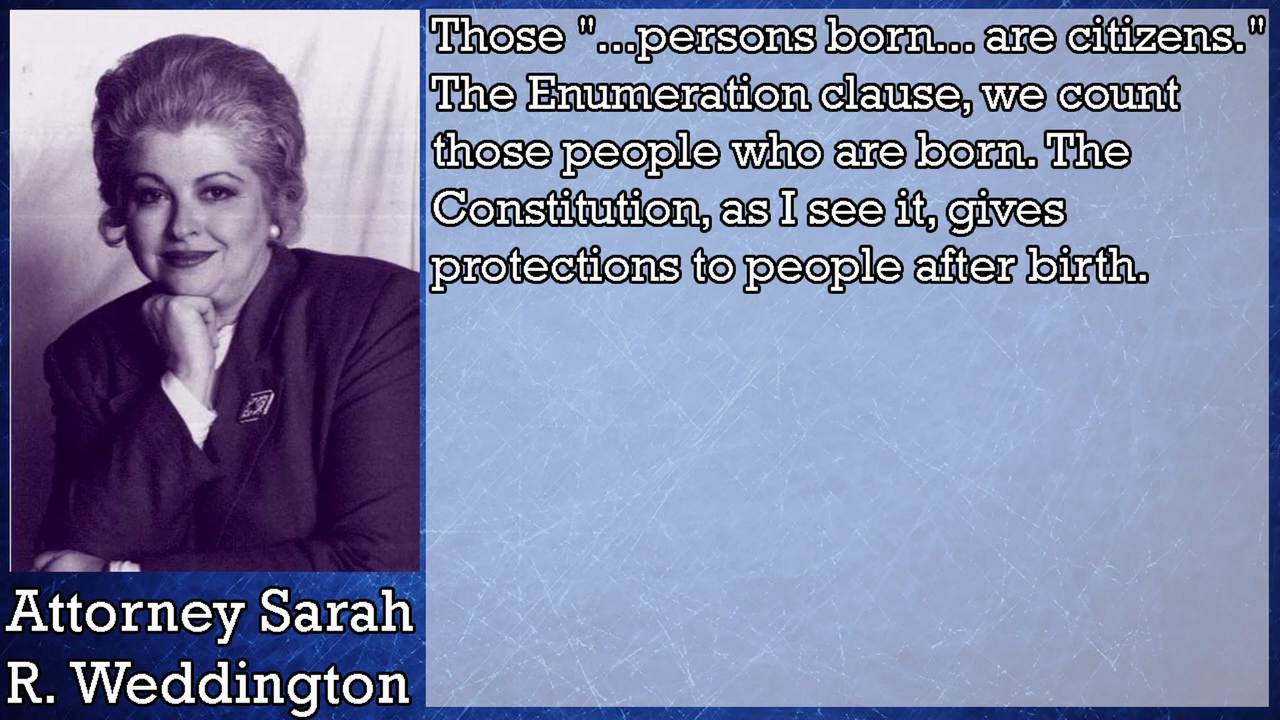 Those "...persons born... are citizens."
The Enumeration clause, we count
those people who are born. The
Constitution, as I see it, gives
protections to people after birth.
Attorney Sarah
R. Weddington